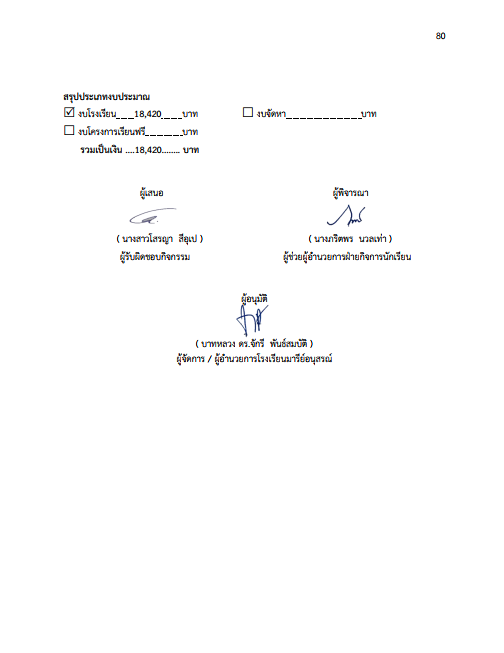 80
สรุปประเภทงบประมาณ
☑ งบโรงเรียน____18,420____บาท ☐ งบจัดหา____________บาท
☐ งบโครงการเรียนฟรี_______บาท
รวมเป็นเงิน ....18,420........ บาท
ผู้เสนอ ผู้พิจารณา
( นางสาวโสรญา สีอุเป ) ( นางภริตพร นวลเท่า )
ผู้รับผิดชอบกิจกรรม ผู้ช่วยผู้อำนวยการฝ่ายกิจการนักเรียน
ผู้อนุมัติ
( บาทหลวง ดร.จักรี พันธ์สมบัติ )
ผู้จัดการ / ผู้อำนวยการโรงเรียนมารีย์อนุสรณ์